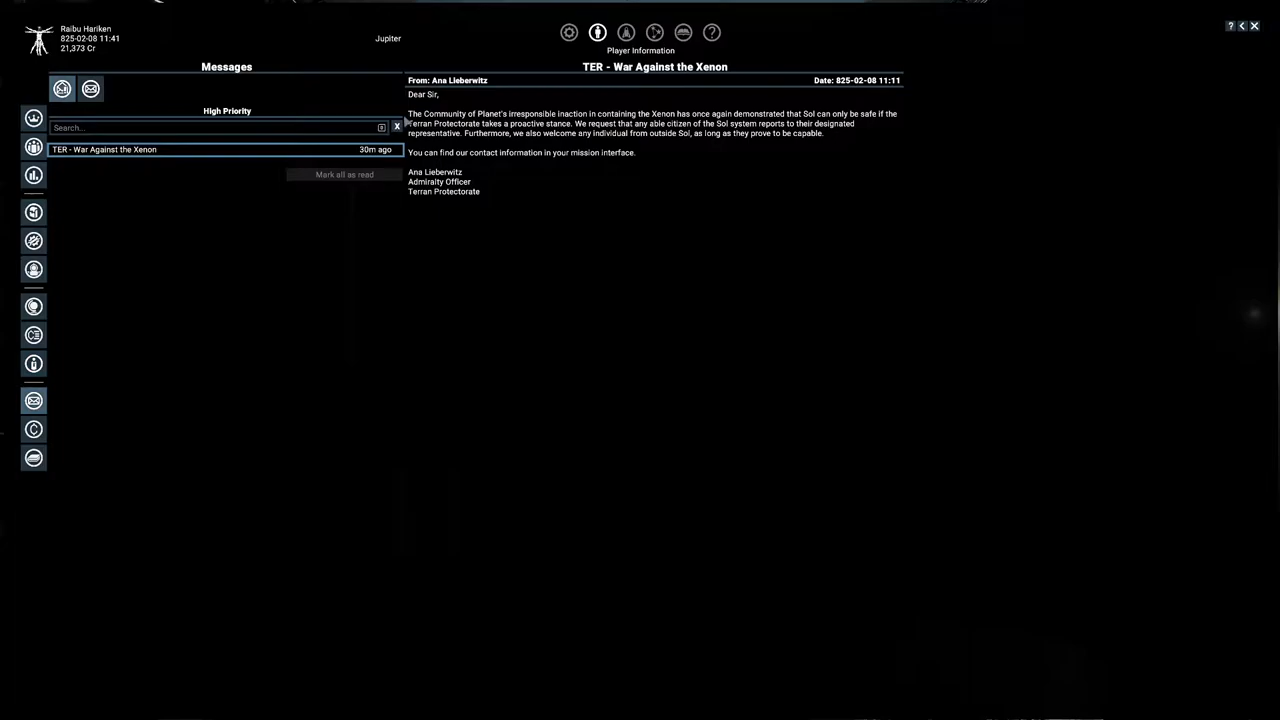 Raibu Hariken
825-02-08 11:41
21,373 Cr
Jupiter
Player Information
Messages
High Priority
Search...
TER - War Against the Xenon 30m ago
Mark all as read
TER - War Against the Xenon
From: Ana Lieberwitz Date: 825-02-08 11:11
Dear Sir,
The Community of Planet's irresponsible inaction in containing the Xenon has once again demonstrated that Sol can only be safe if the
Terran Protectorate takes a proactive stance. We request that any able citizen of the Sol system reports to their designated
representative. Furthermore, we also welcome any individual from outside Sol, as long as they prove to be capable.
You can find our contact information in your mission interface.
Ana Lieberwitz
Admiralty Officer
Terran Protectorate